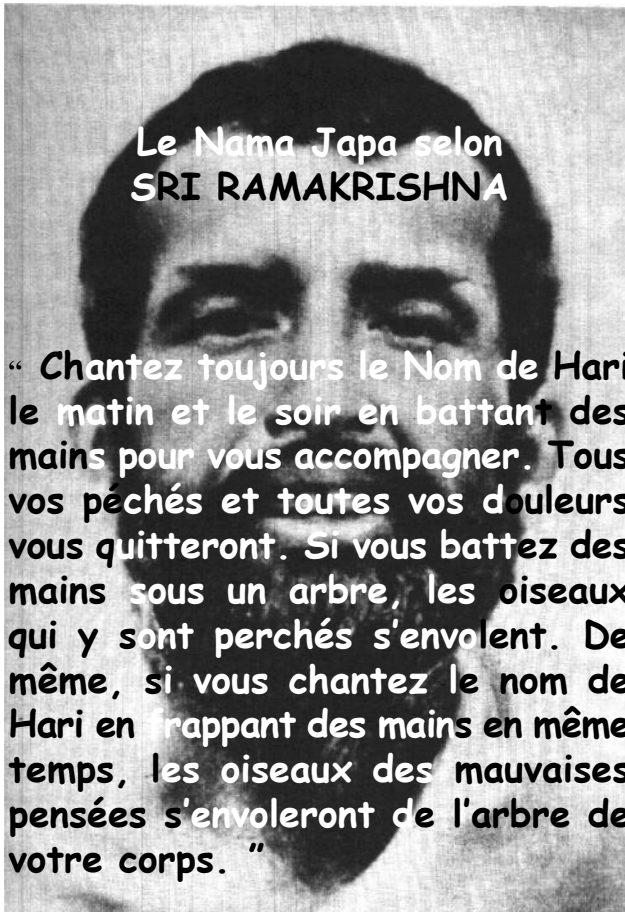 Le Nama Japa selon
SRI RAMAKRISHNA
“ Chantez toujours le Nom de Hari
le matin et le soir en battant des
mains pour vous accompagner. Tous
vos péchés et toutes vos douleurs
vous quitteront. Si vous battez des
mains sous un arbre, les oiseaux
qui y sont perchés s’envolent. De
même, si vous chantez le nom de
Hari en frappant des mains en même
temps, les oiseaux des mauvaises
pensées s’envoleront de l’arbre de
votre corps. ”